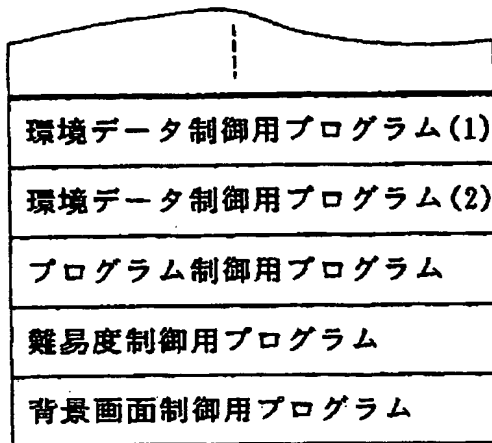 環境データ制御用プログラム(1)
環境データ制御用プログラム(2)
プログラム制御用プログラム
難易度制御用プログラム
背景画面制御用プログラム